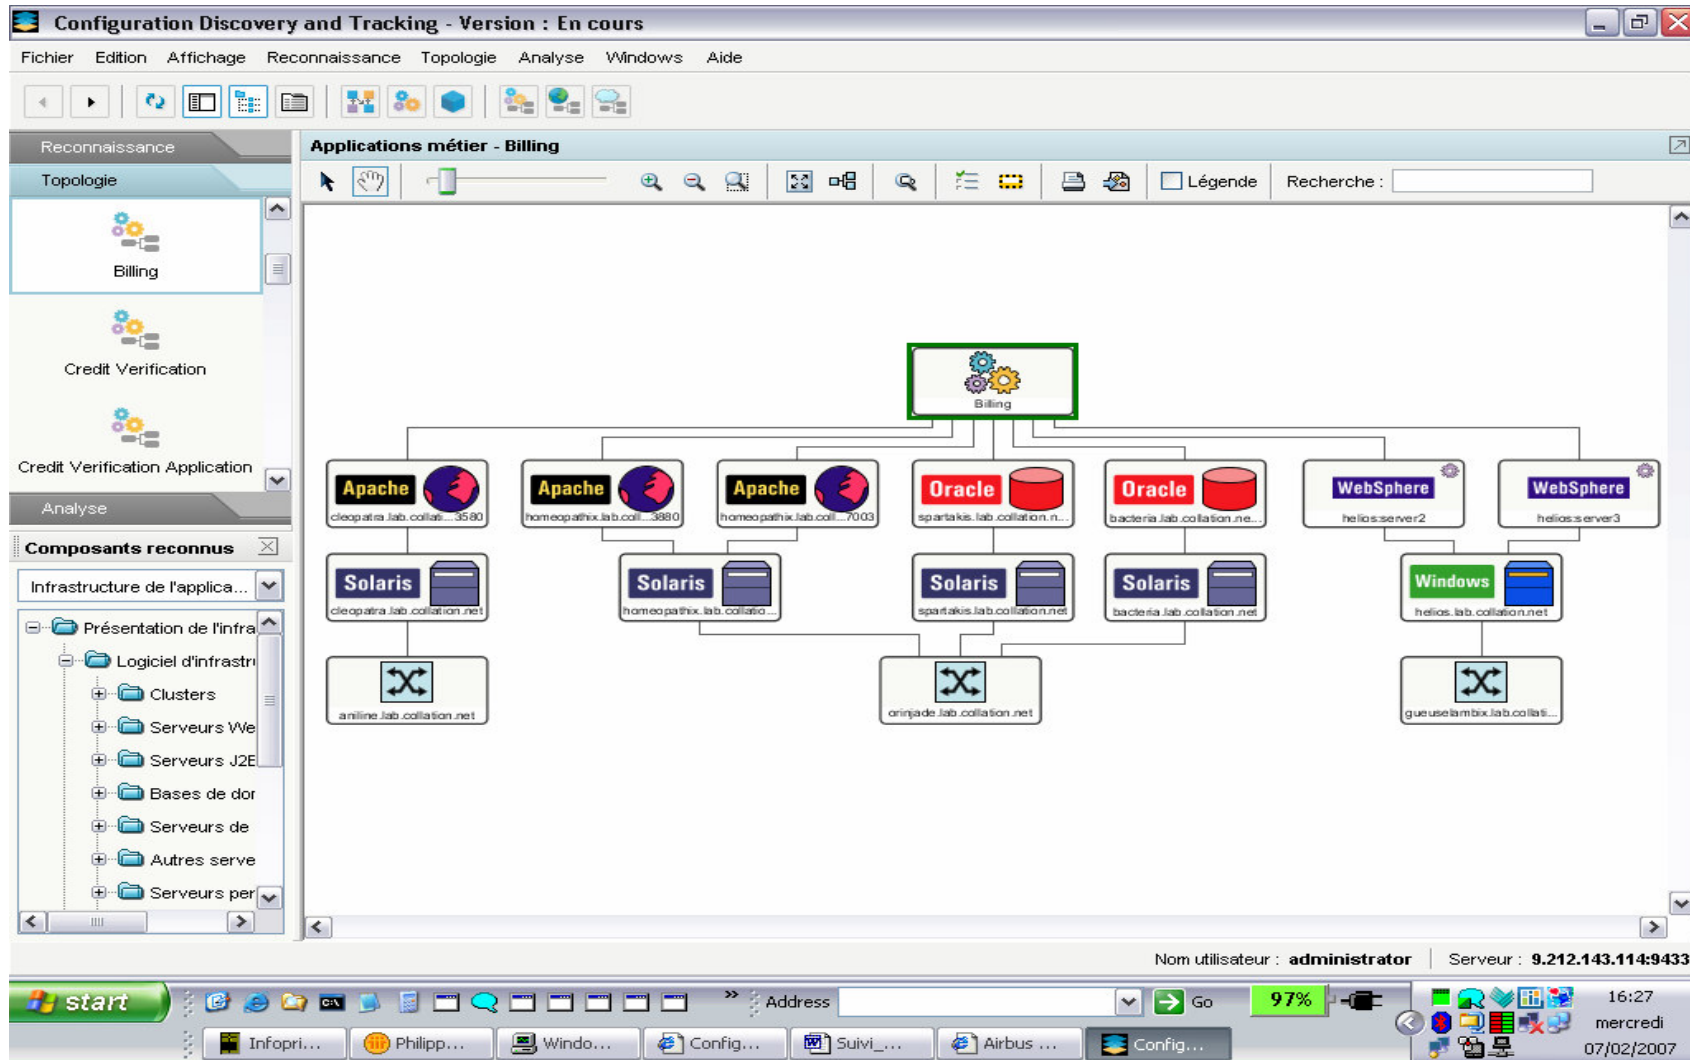 Configuration Discovery and Tracking - Version : En cours
Fichier Edition Affichage Reconnaissance Topologie Analyse Windows Aide
Reconnaissance
Topologie
Billing
Credit Verification
Credit Verification Application
Analyse
Composants reconnus
Infrastructure de l'applica...
Présentation de l'infra
Logiciel d'infrastr
Clusters
Serveurs We
Serveurs J2E
Bases de dor
Serveurs de
Autres serve
Serveurs per
Applications métier - Billing
Légende Recherche :
Billing
Apache Apache Apache Oracle Oracle WebSphere WebSphere
cleopatra.lab.collati...3580 homeopathix.lab.coll...3880 homeopathix.lab.coll...7003 spartakis.lab.collation.n... bacteria.lab.collation.ne... helios:server2 helios:server3
Solaris Solaris Solaris Solaris Windows
cleopatra.lab.collation.net homeopathix.lab.collatio... spartakis.lab.collation.net bacteria.lab.collation.net helios.lab.collation.net
aniline.lab.collation.net orinjade.lab.collation.net gueuselambix.lab.collati...
Nom utilisateur : administrator Serveur : 9.212.143.114:9433
start Address Go 97% 16:27
mercredi
07/02/2007
Infopri... Philipp... Windo... Config... Suivi_... Airbus ... Config...